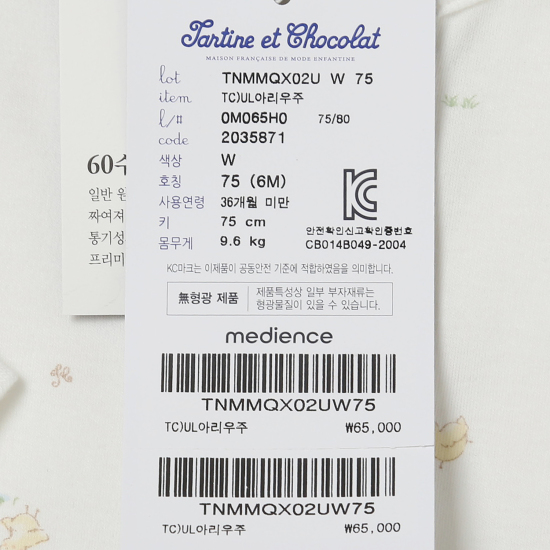 Tartine et Chocolat
MAISON FRANÇAISE DE MODE ENFANTINE
lot TNMMQX02U W 75
item TC)UL아리우주
l/# 0M065H0 75/80
code 2035871
색상 W
호칭 75 (6M)
사용연령 36개월 미만
키 75 cm
몸무게 9.6 kg
안전확인신고확인증번호
CB014B049-2004
KC마크는 이제품이 공동안전 기준에 적합하였음을 의미합니다.
無형광 제품
제품특성상 일부 부자재류는
형광물질이 있을 수 있습니다.
medience
TNMMQX02UW75
TC)UL아리우주 ₩65,000
TNMMQX02UW75
TC)UL아리우주 ₩65,000
60수
일반 원
짜여져
통기성
프리미